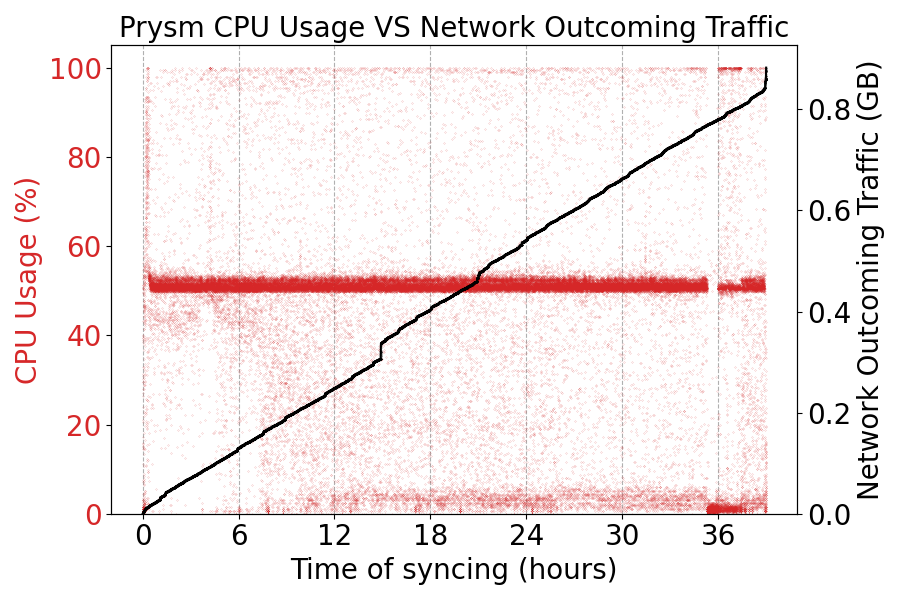 Prysm CPU Usage VS Network Outcoming Traffic
CPU Usage (%)
100
80
60
40
20
0
0 6 12 18 24 30 36
Time of syncing (hours)
0.8
0.6
0.4
0.2
0.0
Network Outcoming Traffic (GB)